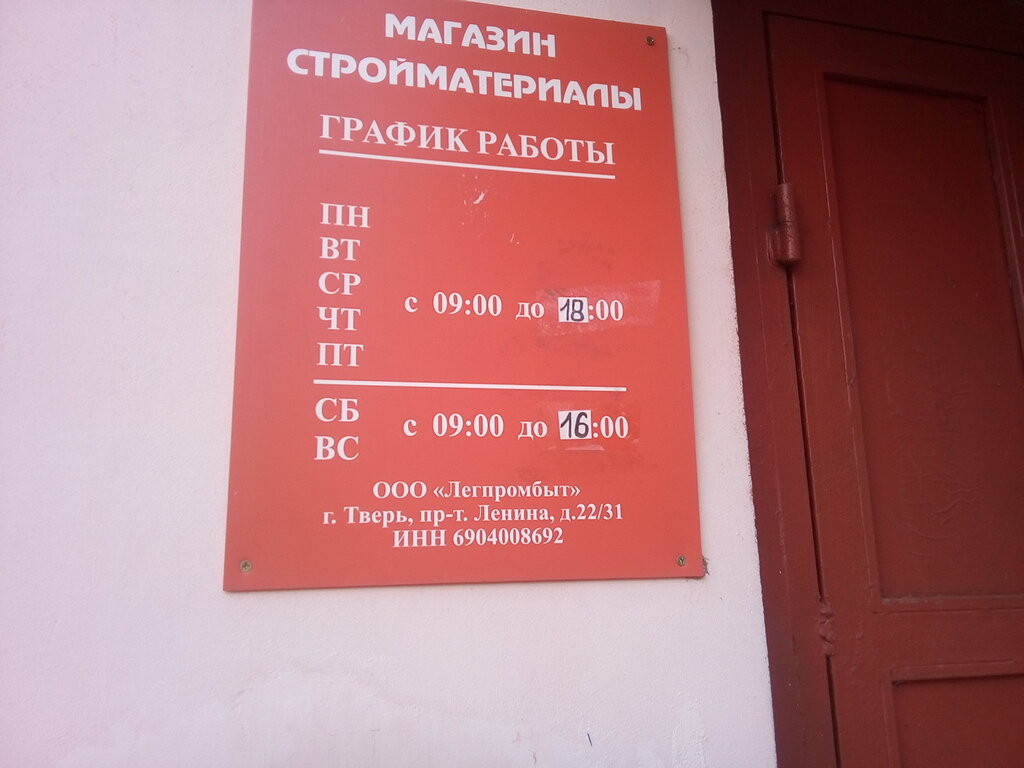 МАГАЗИН
СТРОЙМАТЕРИАЛЫ
ГРАФИК РАБОТЫ
ПН
ВТ
СР
ЧТ
ПТ
с 09:00 до 18:00
СБ
ВС
с 09:00 до 16:00
ООО «Легпромбыт»
г. Тверь, пр-т. Ленина, д.22/31
ИНН 6904008692